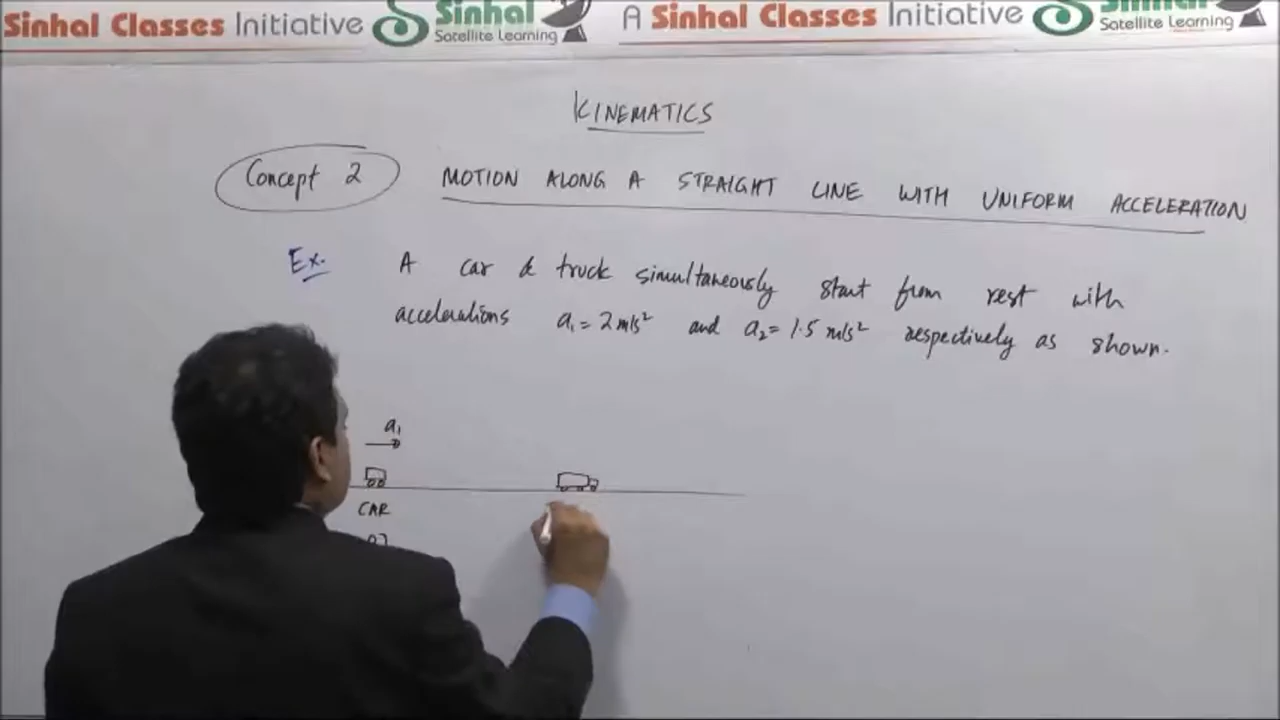 Sinhal Classes Initiative Sinhal Satellite Learning A Sinhal Classes Initiative Sinhal Satellite Learning
KINEMATICS
Concept 2 MOTION ALONG A STRAIGHT LINE WITH UNIFORM ACCELERATION
Ex. A car & truck simultaneously start from rest with
accelerations a₁ = 2 m/s² and a₂ = 1.5 m/s² respectively as shown.
a₁
CAR